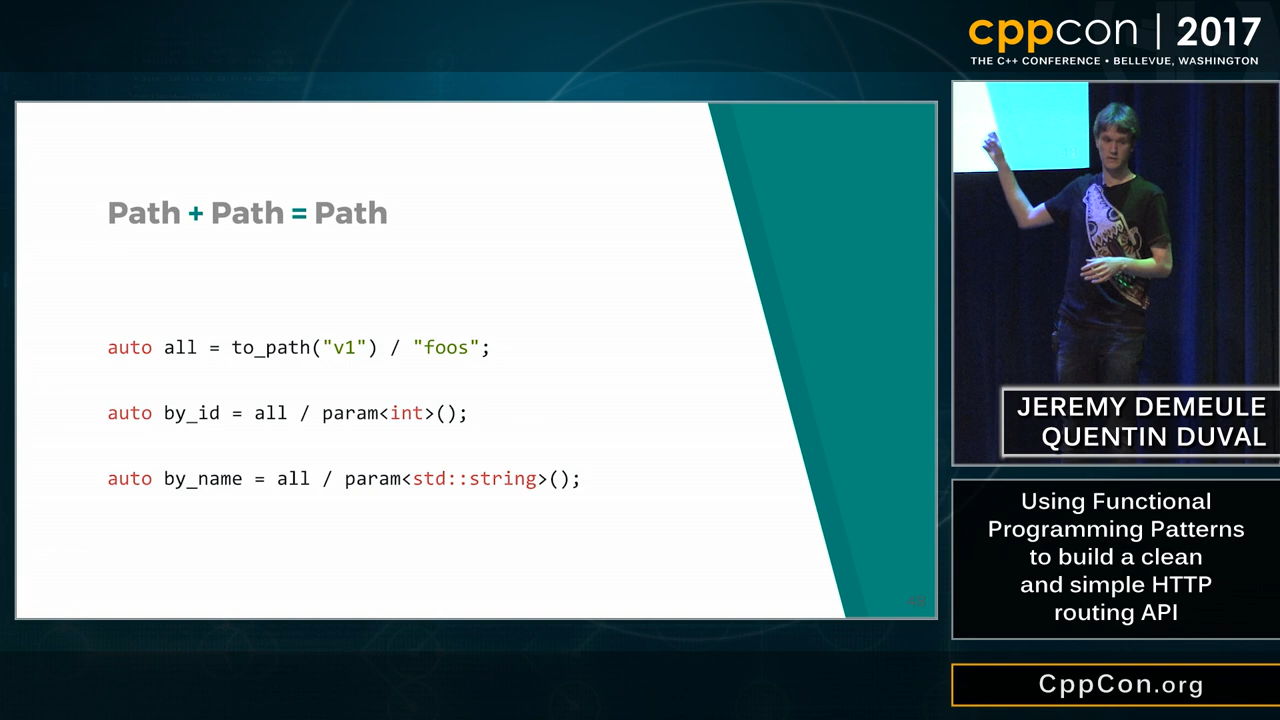 cppcon | 2017
THE C++ CONFERENCE • BELLEVUE, WASHINGTON
Path + Path = Path
auto all = to_path("v1") / "foos";
auto by_id = all / param<int>();
auto by_name = all / param<std::string>();
JEREMY DEMEULE
QUENTIN DUVAL
Using Functional
Programming Patterns
to build a clean
and simple HTTP
routing API
CppCon.org